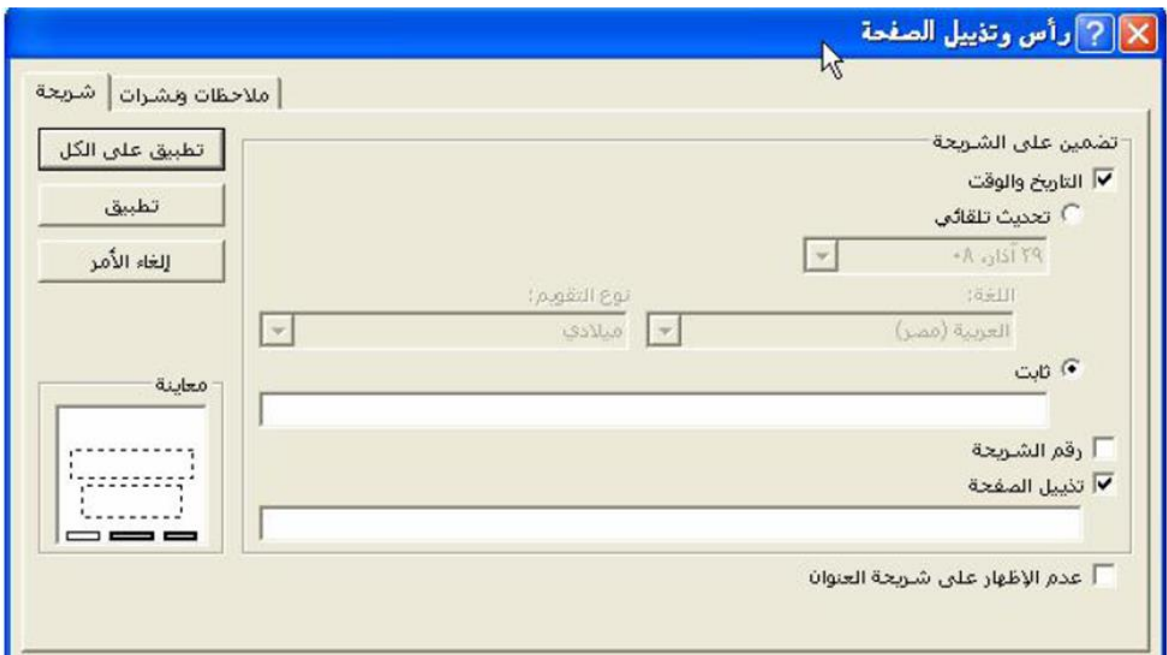 رأس وتذييل الصفحة
شريحة
ملاحظات ونشرات
تضمين على الشريحة
التاريخ والوقت
تحديث تلقائي
٢٩ آذار، ٠٨
اللغة:
نوع التقويم:
العربية (مصر)
ميلادي
ثابت
رقم الشريحة
تذييل الصفحة
عدم الإظهار على شريحة العنوان
تطبيق على الكل
تطبيق
إلغاء الأمر
معاينة